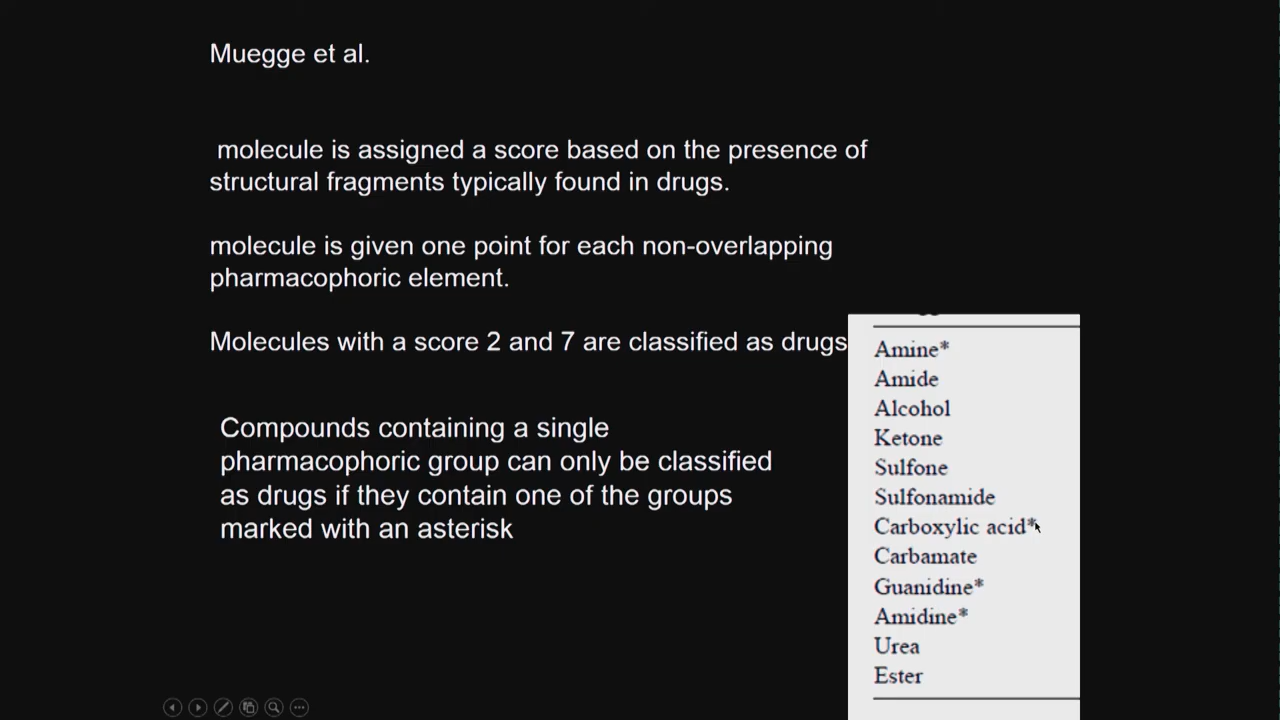 Muegge et al.
molecule is assigned a score based on the presence of
structural fragments typically found in drugs.
molecule is given one point for each non-overlapping
pharmacophoric element.
Molecules with a score 2 and 7 are classified as drugs
Compounds containing a single
pharmacophoric group can only be classified
as drugs if they contain one of the groups
marked with an asterisk
Amine*
Amide
Alcohol
Ketone
Sulfone
Sulfonamide
Carboxylic acid*
Carbamate
Guanidine*
Amidine*
Urea
Ester